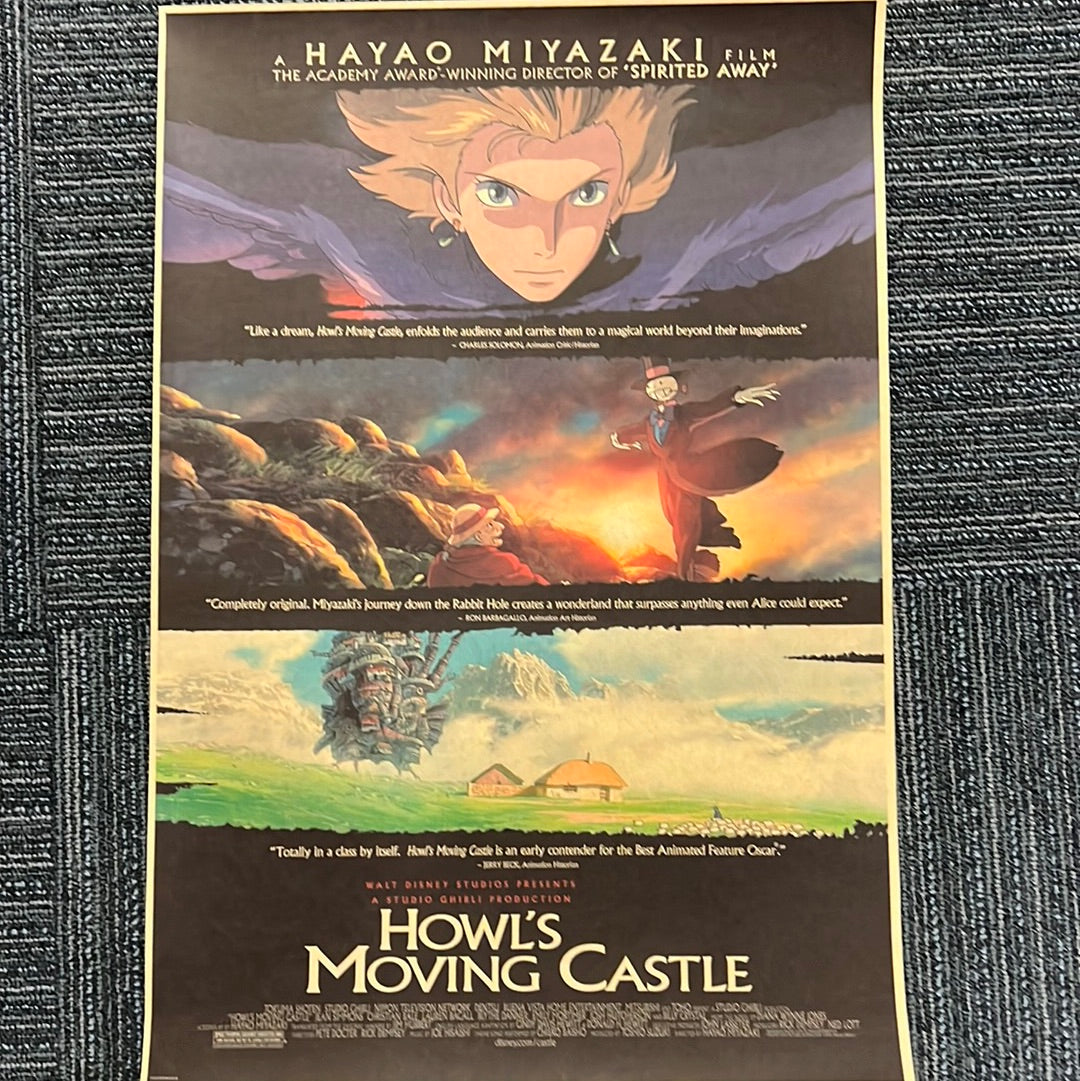 A HAYAO MIYAZAKI FILM
THE ACADEMY AWARD®-WINNING DIRECTOR OF 'SPIRITED AWAY'
"Like a dream, Howl's Moving Castle, enfolds the audience and carries them to a magical world beyond their imaginations."
~ CHARLES SOLOMON, Animation Critic/Historian
"Completely original. Miyazaki's journey down the Rabbit Hole creates a wonderland that surpasses anything even Alice could expect."
~ RON BARBAGALLO, Animation Art Historian
"Totally in a class by itself. Howl's Moving Castle is an early contender for the Best Animated Feature Oscar®."
~ JERRY BECK, Animation Historian
WALT DISNEY STUDIOS PRESENTS
A STUDIO GHIBLI PRODUCTION
HOWL'S
MOVING CASTLE
disney.com/castle